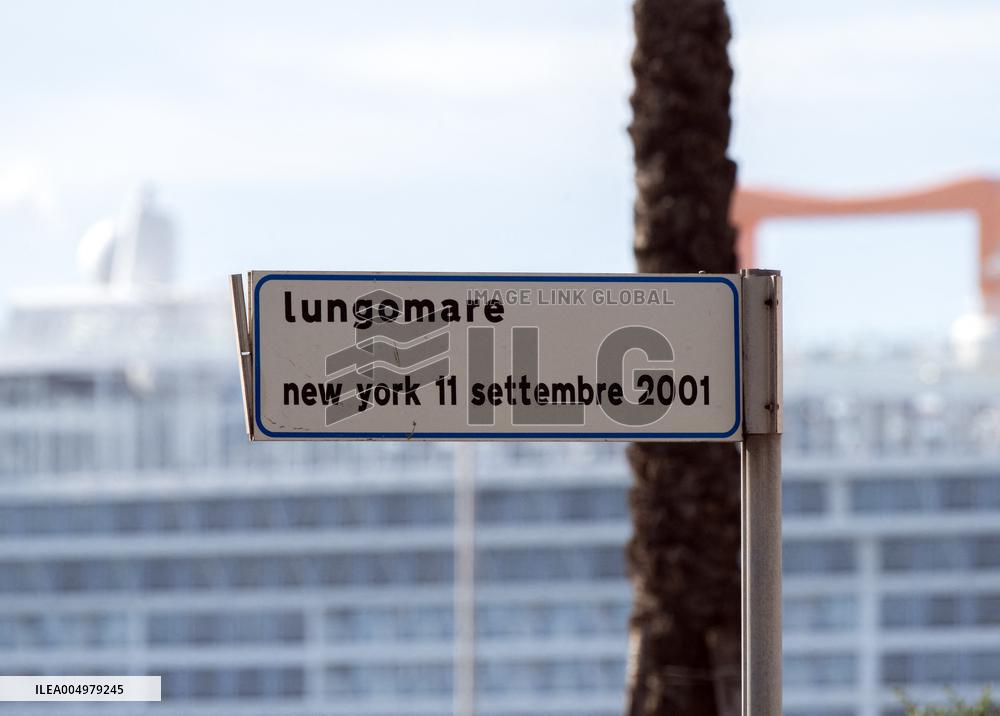 lungomare
IMAGE LINK GLOBAL
ILG
new york 11 settembre 2001
ILEA004979245